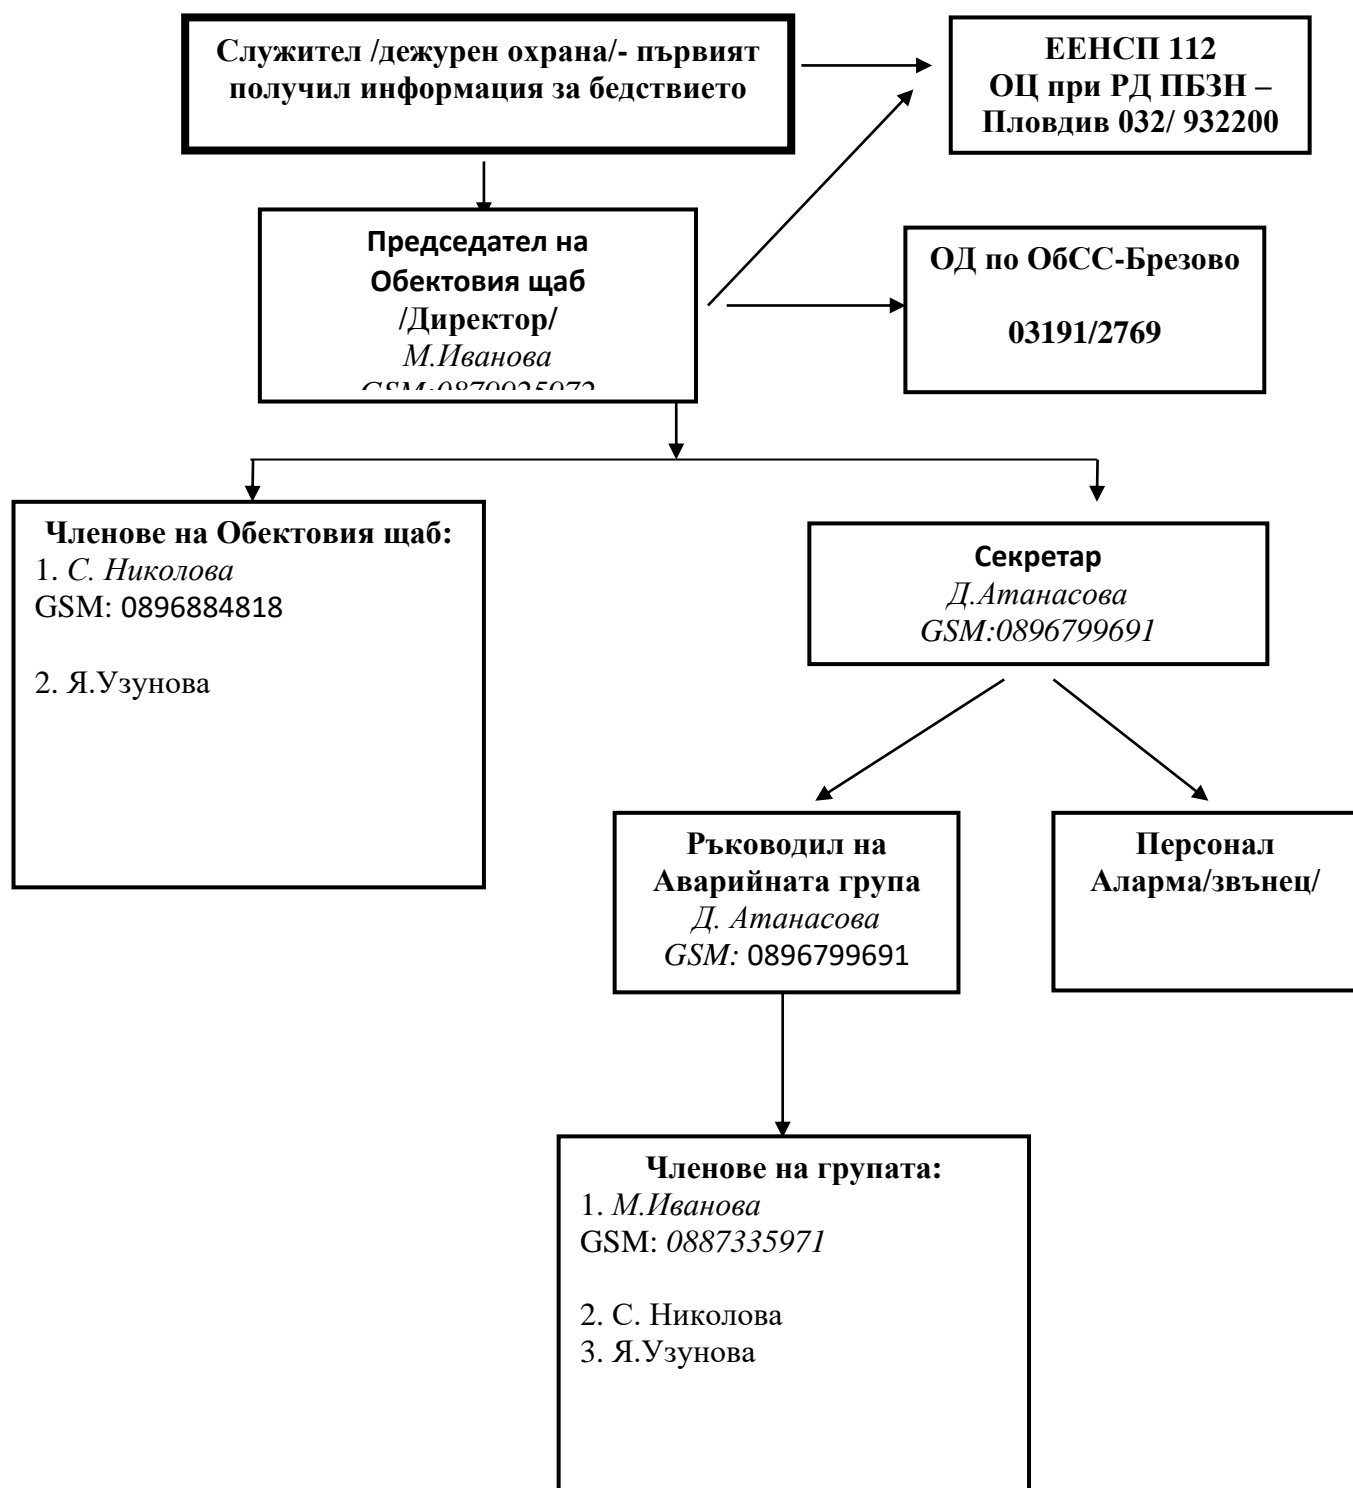 Служител /дежурен охрана/- първият
получил информация за бедствието
ЕЕНСП 112
ОЦ при РД ПБЗН –
Пловдив 032/ 932200
Председател на
Обектовия щаб
/Директор/
М.Иванова
ОД по ОбСС-Брезово
03191/2769
Членове на Обектовия щаб:
1. С. Николова
GSM: 0896884818
2. Я.Узунова
Секретар
Д.Атанасова
GSM:0896799691
Ръководил на
Аварийната група
Д. Атанасова
GSM: 0896799691
Персонал
Аларма/звънец/
Членове на групата:
1. М.Иванова
GSM: 0887335971
2. С. Николова
3. Я.Узунова